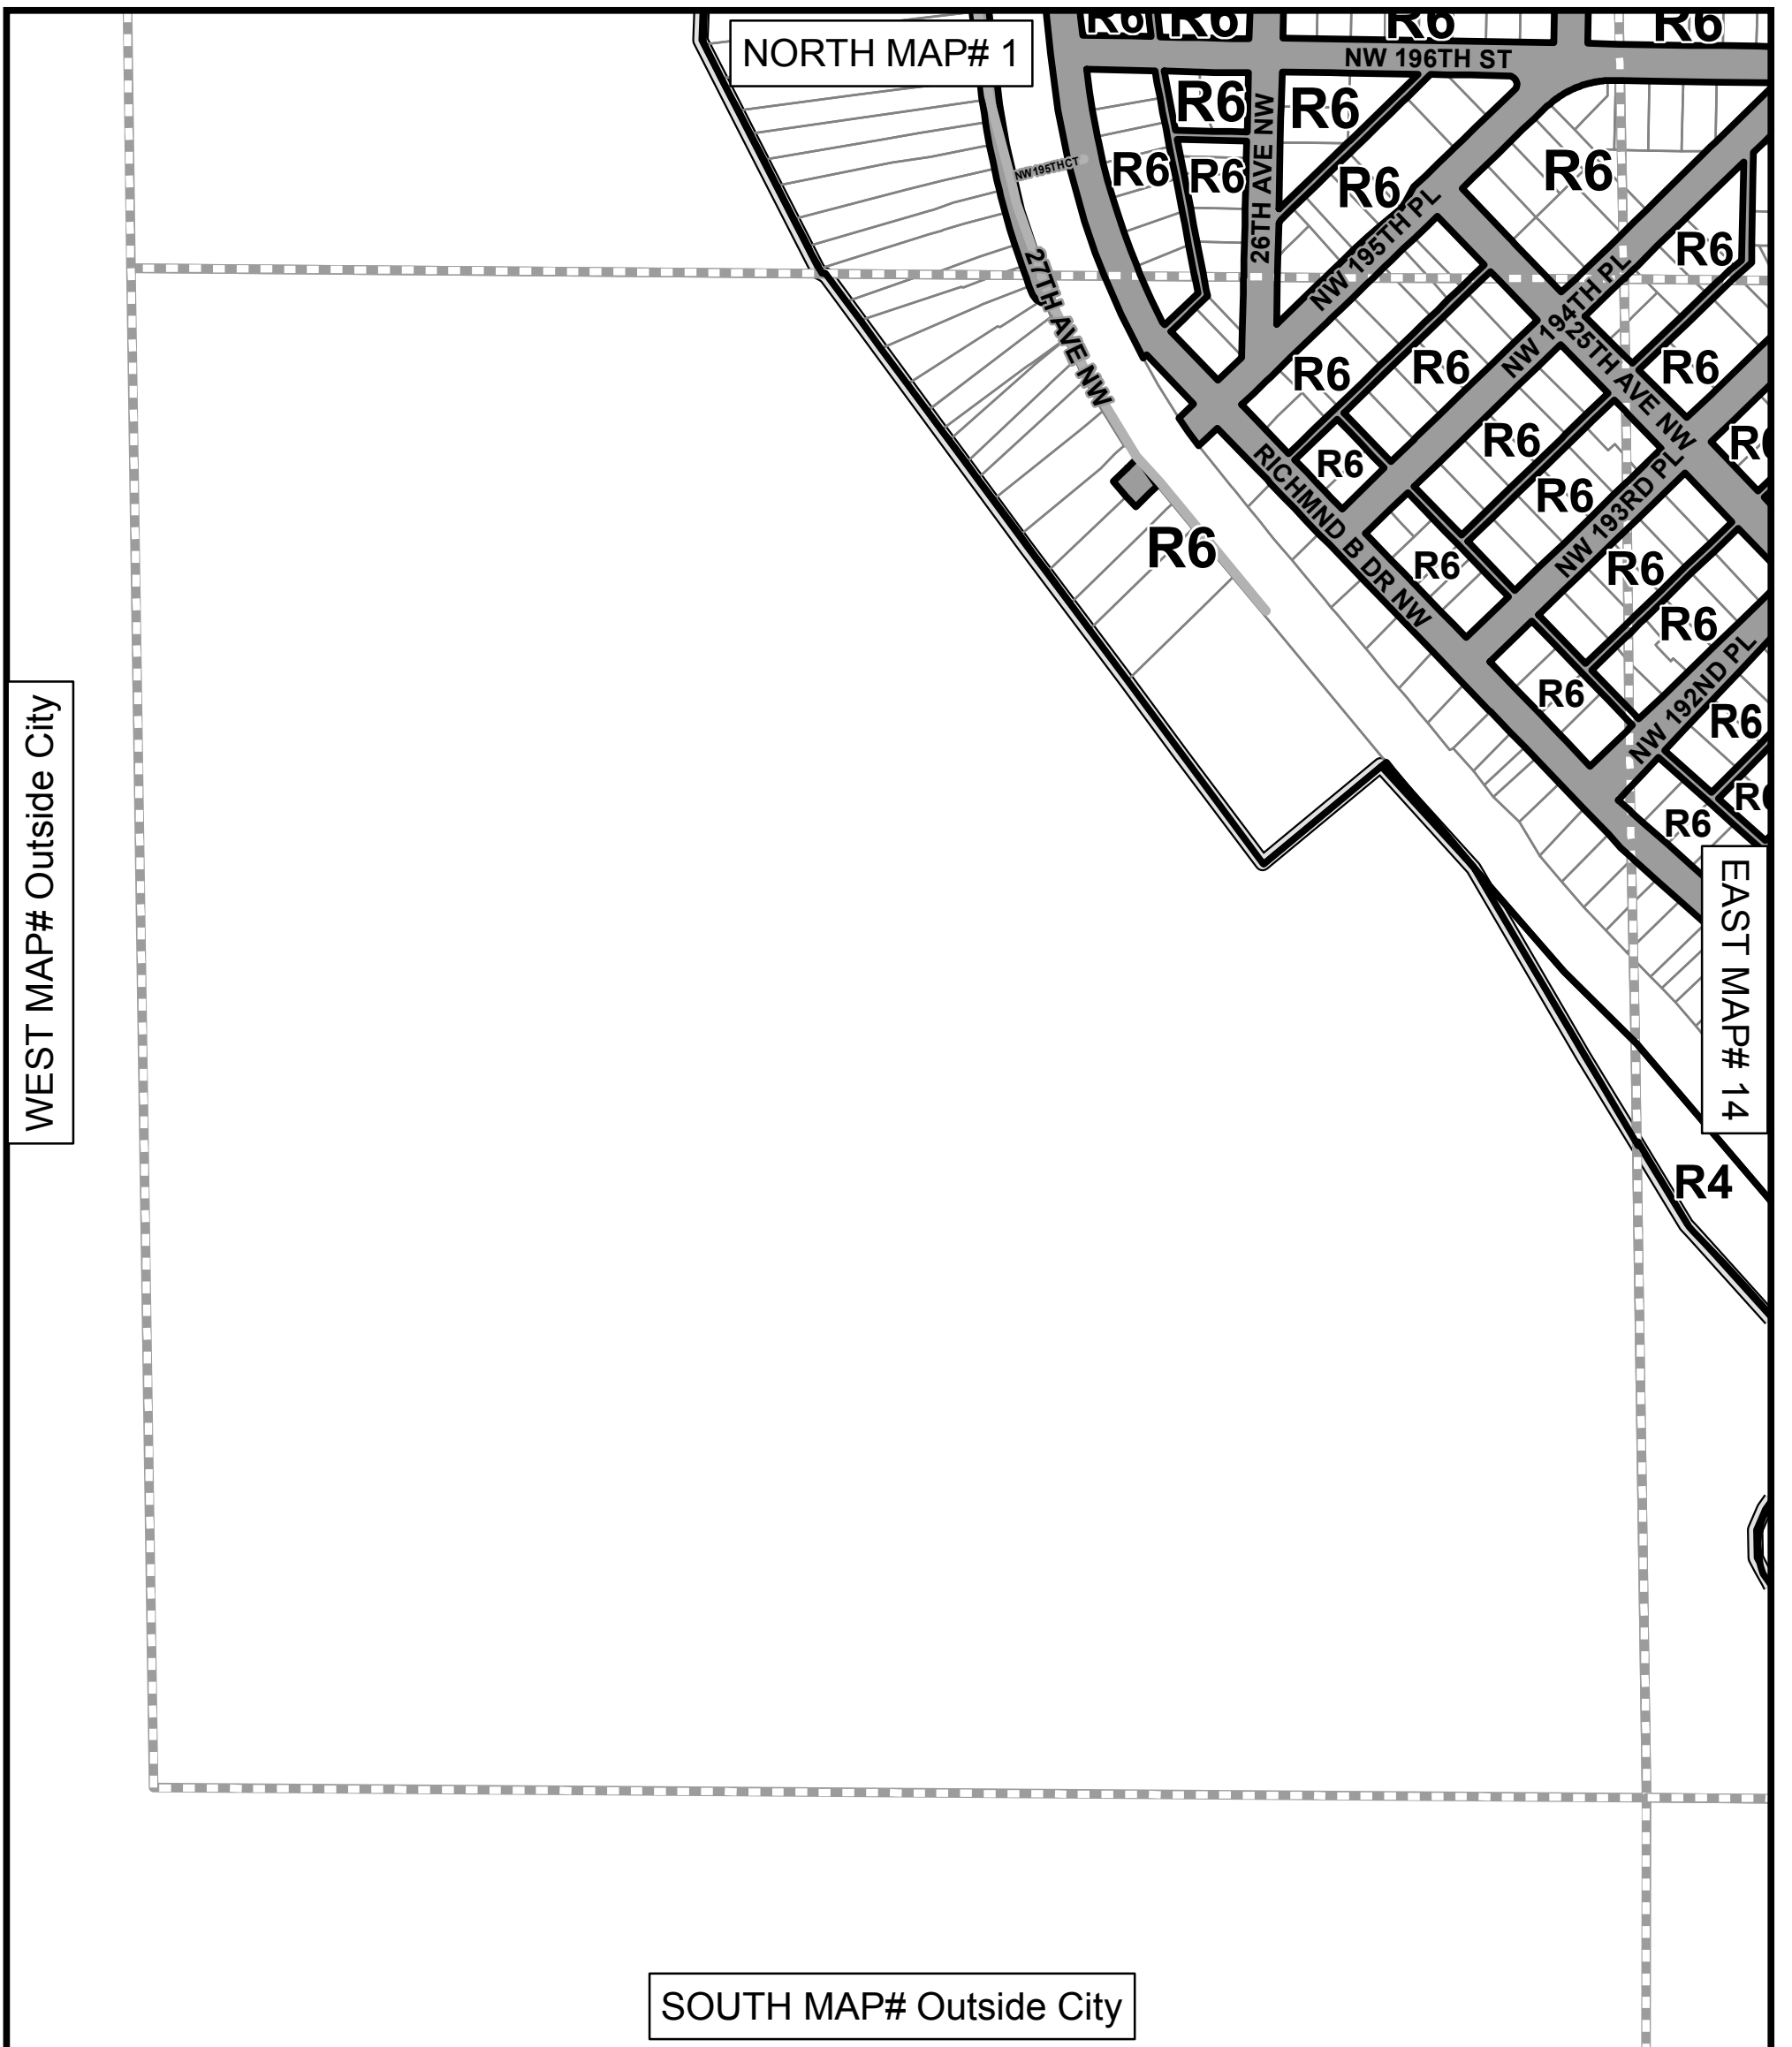 R6
R6
R6
R6
NORTH MAP# 1
NW 196TH ST
R6
R6
R6
R6
R6
R6
NW 195TH CT
26TH AVE NW
NW 195TH PL
R6
27TH AVE NW
NW 194TH PL
25TH AVE NW
R6
R6
R6
R6
R6
R6
RICHMND B DR NW
NW 193RD PL
R6
R6
R6
R6
R6
R6
NW 192ND PL
R6
R6
R6
R6
WEST MAP# Outside City
EAST MAP# 14
R4
SOUTH MAP# Outside City